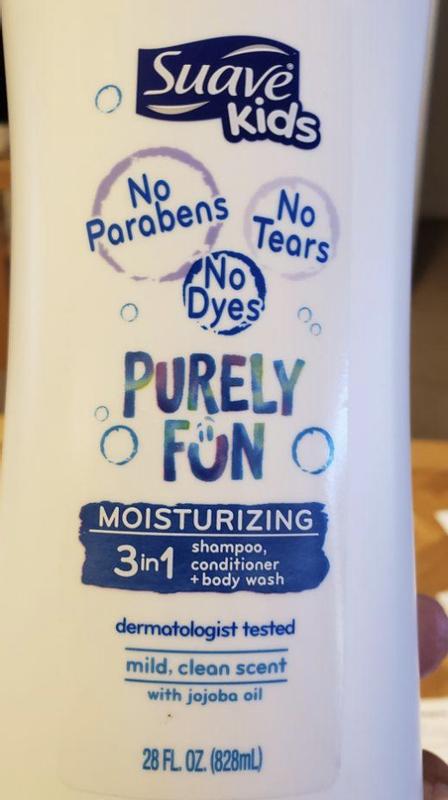 Suave®
Kids
No
Parabens
No
Tears
No
Dyes
PURELY
FUN
MOISTURIZING
3in1
shampoo,
conditioner
+body wash
dermatologist tested
mild, clean scent
with jojoba oil
28 FL. OZ. (828mL)